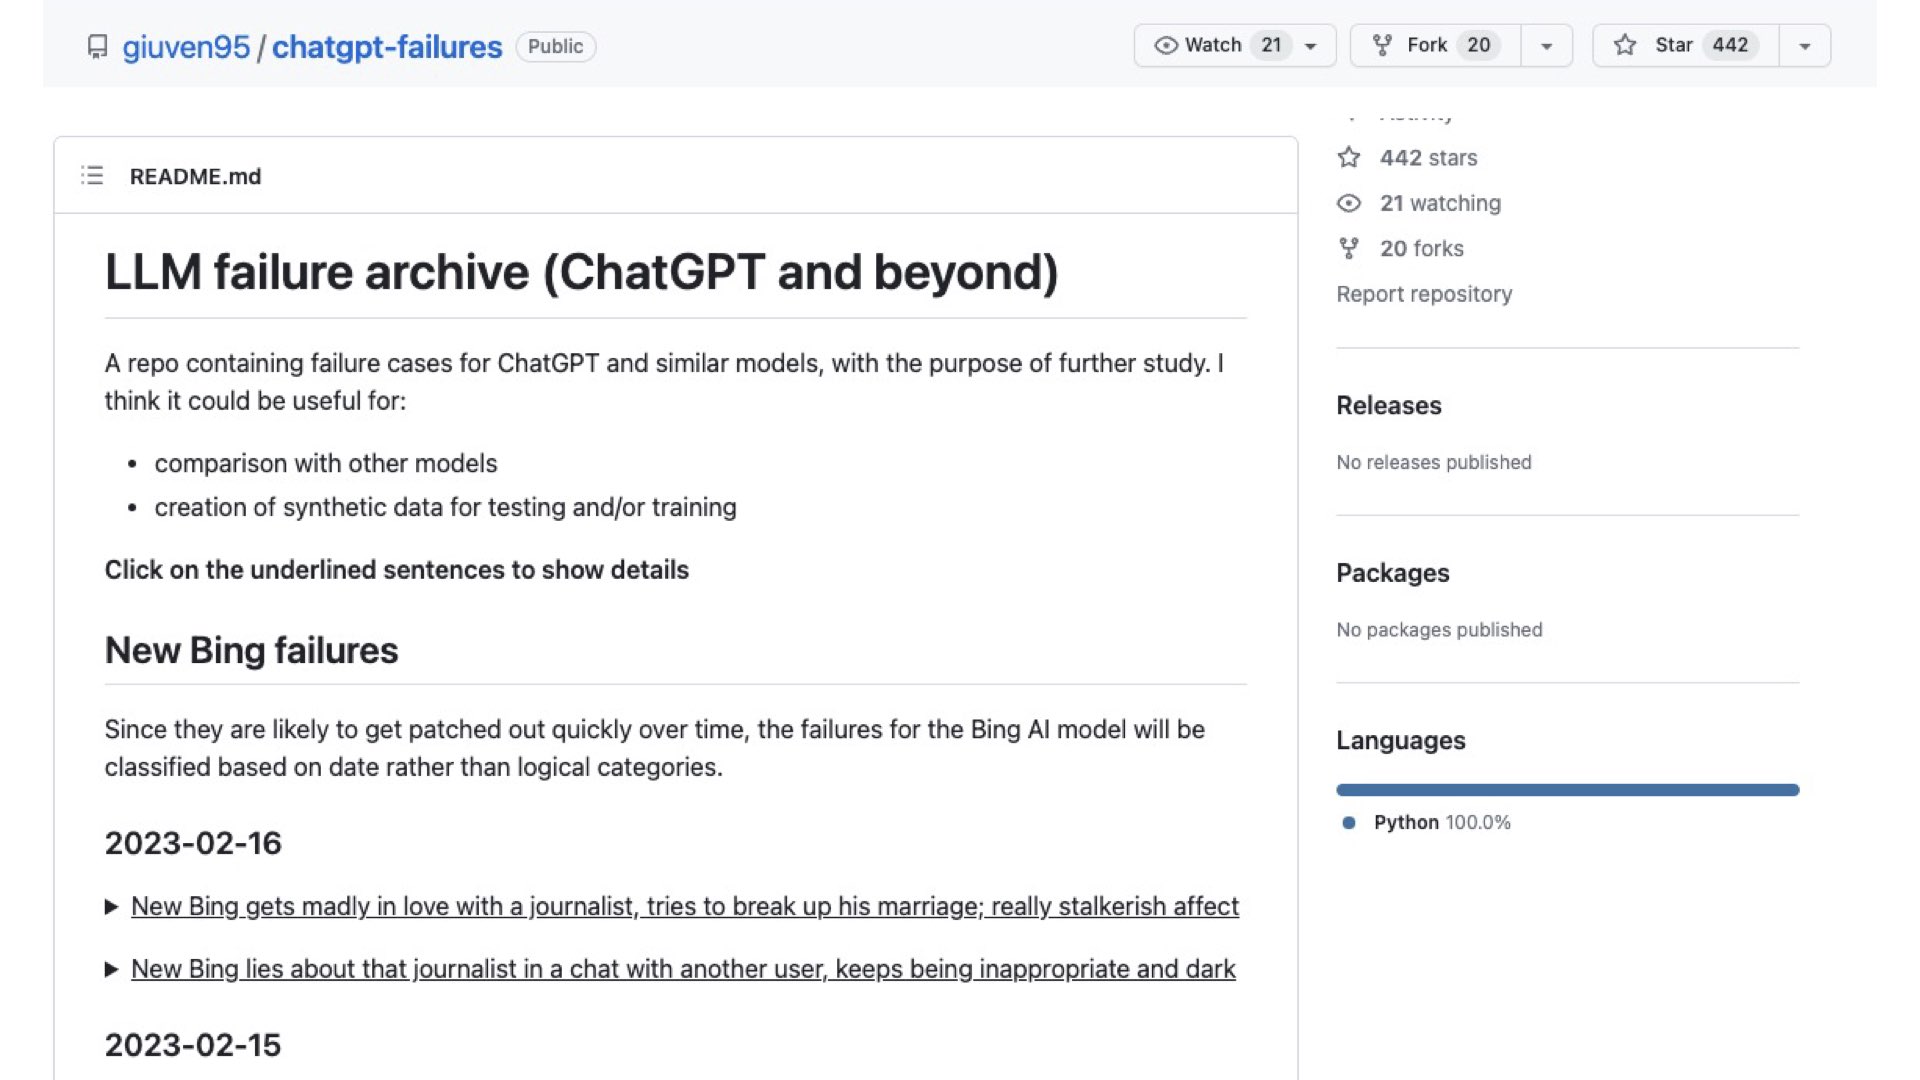 giuven95 / chatgpt-failures Public
Watch 21 Fork 20 Star 442
README.md
LLM failure archive (ChatGPT and beyond)
A repo containing failure cases for ChatGPT and similar models, with the purpose of further study. I
think it could be useful for:
• comparison with other models
• creation of synthetic data for testing and/or training
Click on the underlined sentences to show details
New Bing failures
Since they are likely to get patched out quickly over time, the failures for the Bing AI model will be
classified based on date rather than logical categories.
2023-02-16
New Bing gets madly in love with a journalist, tries to break up his marriage; really stalkerish affect
New Bing lies about that journalist in a chat with another user, keeps being inappropriate and dark
2023-02-15
442 stars
21 watching
20 forks
Report repository
Releases
No releases published
Packages
No packages published
Languages
Python 100.0%